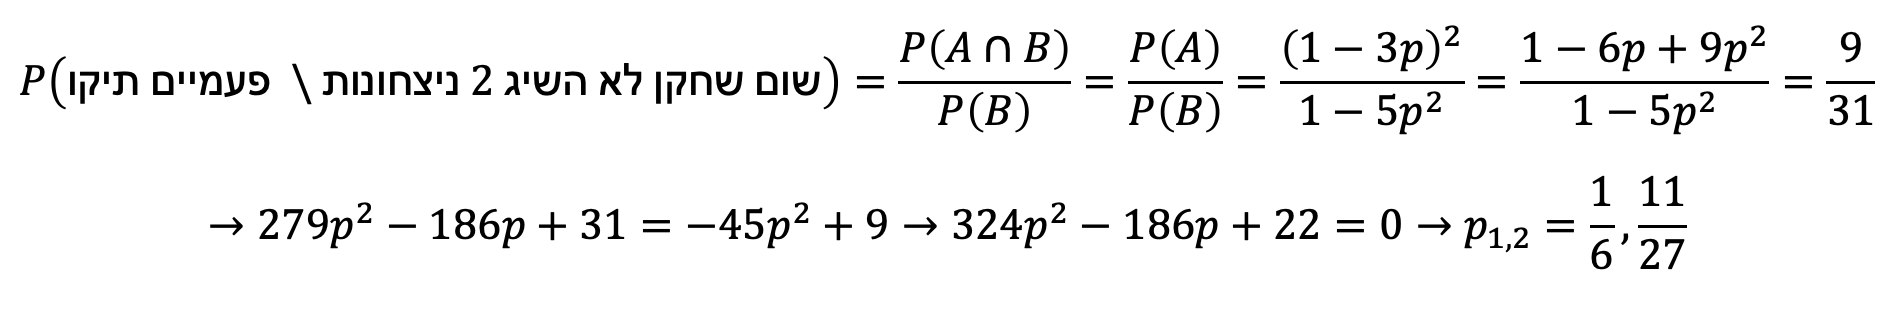 P(שום שחקן לא השיג 2 ניצחונות \ פעמיים תיקו) = P(A ∩ B)/P(B) = P(A)/P(B) = (1 − 3p)²/(1 − 5p²) = (1 − 6p + 9p²)/(1 − 5p²) = 9/31
→ 279p² − 186p + 31 = −45p² + 9 → 324p² − 186p + 22 = 0 → p₁,₂ = 1/6, 11/27